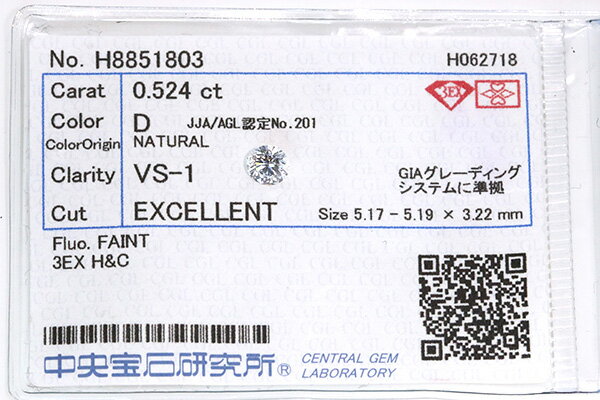 No. H8851803
H062718
Carat 0.524 ct
3EX
Color D JJA/AGL認定No.201
ColorOrigin NATURAL
Clarity VS-1
GIAグレーディング
システムに準拠
Cut EXCELLENT Size 5.17 - 5.19 × 3.22 mm
Fluo. FAINT
3EX H&C
中央宝石研究所® CENTRAL GEM
LABORATORY